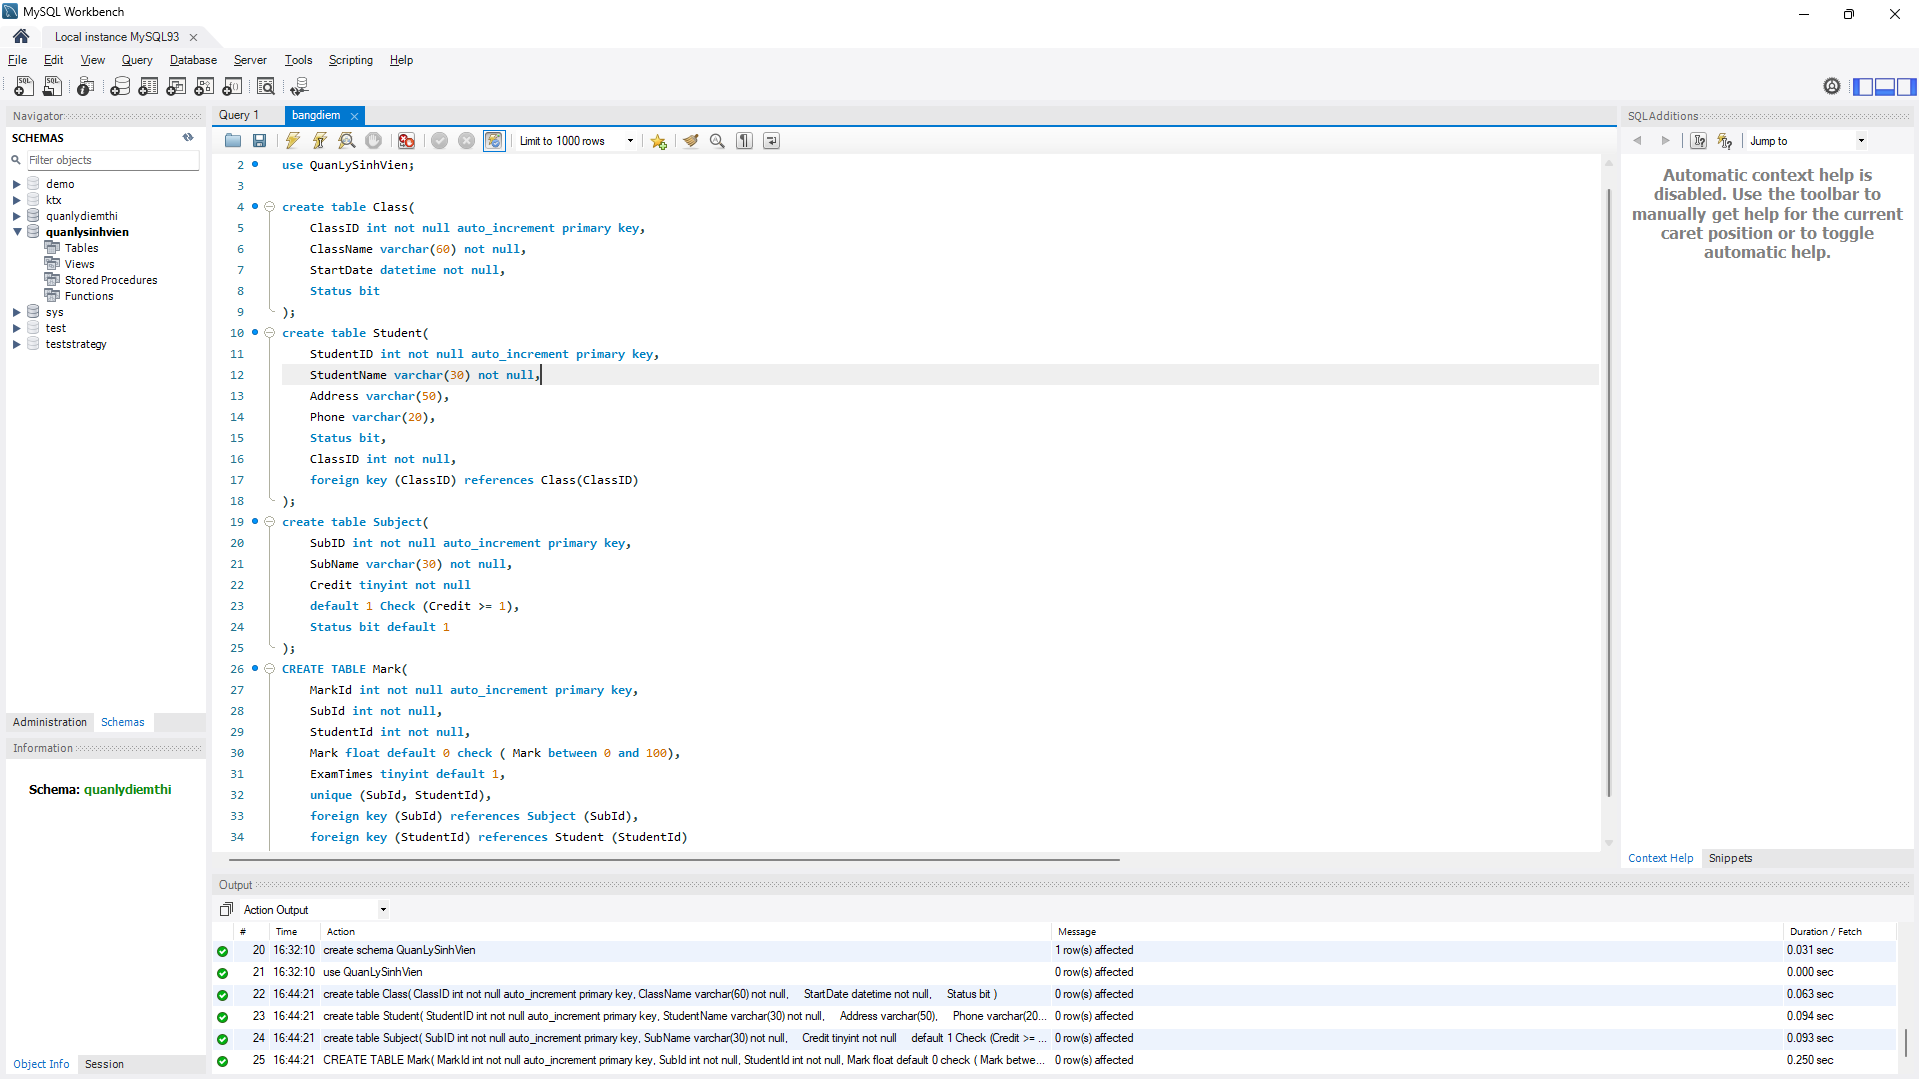 MySQL Workbench
Local instance MySQL93
File Edit View Query Database Server Tools Scripting Help
Navigator
SCHEMAS
Filter objects
demo
ktx
quanlydiemthi
quanlysinhvien
Tables
Views
Stored Procedures
Functions
sys
test
teststrategy
Administration Schemas
Information
Schema: quanlydiemthi
Object Info Session
Query 1 bangdiem
Limit to 1000 rows
2 use QuanLySinhVien;
3
4 create table Class(
5 ClassID int not null auto_increment primary key,
6 ClassName varchar(60) not null,
7 StartDate datetime not null,
8 Status bit
9 );
10 create table Student(
11 StudentID int not null auto_increment primary key,
12 StudentName varchar(30) not null,
13 Address varchar(50),
14 Phone varchar(20),
15 Status bit,
16 ClassID int not null,
17 foreign key (ClassID) references Class(ClassID)
18 );
19 create table Subject(
20 SubID int not null auto_increment primary key,
21 SubName varchar(30) not null,
22 Credit tinyint not null
23 default 1 Check (Credit >= 1),
24 Status bit default 1
25 );
26 CREATE TABLE Mark(
27 MarkId int not null auto_increment primary key,
28 SubId int not null,
29 StudentId int not null,
30 Mark float default 0 check ( Mark between 0 and 100),
31 ExamTimes tinyint default 1,
32 unique (SubId, StudentId),
33 foreign key (SubId) references Subject (SubId),
34 foreign key (StudentId) references Student (StudentId)
SQLAdditions
Jump to
Automatic context help is
disabled. Use the toolbar to
manually get help for the current
caret position or to toggle
automatic help.
Context Help Snippets
Output
Action Output
# Time Action Message Duration / Fetch
20 16:32:10 create schema QuanLySinhVien 1 row(s) affected 0.031 sec
21 16:32:10 use QuanLySinhVien 0 row(s) affected 0.000 sec
22 16:44:21 create table Class( ClassID int not null auto_increment primary key, ClassName varchar(60) not null, StartDate datetime not null, Status bit ) 0 row(s) affected 0.063 sec
23 16:44:21 create table Student( StudentID int not null auto_increment primary key, StudentName varchar(30) not null, Address varchar(50), Phone varchar(20... 0 row(s) affected 0.094 sec
24 16:44:21 create table Subject( SubID int not null auto_increment primary key, SubName varchar(30) not null, Credit tinyint not null default 1 Check (Credit >= ... 0 row(s) affected 0.093 sec
25 16:44:21 CREATE TABLE Mark( MarkId int not null auto_increment primary key, SubId int not null, StudentId int not null, Mark float default 0 check ( Mark betwe... 0 row(s) affected 0.250 sec